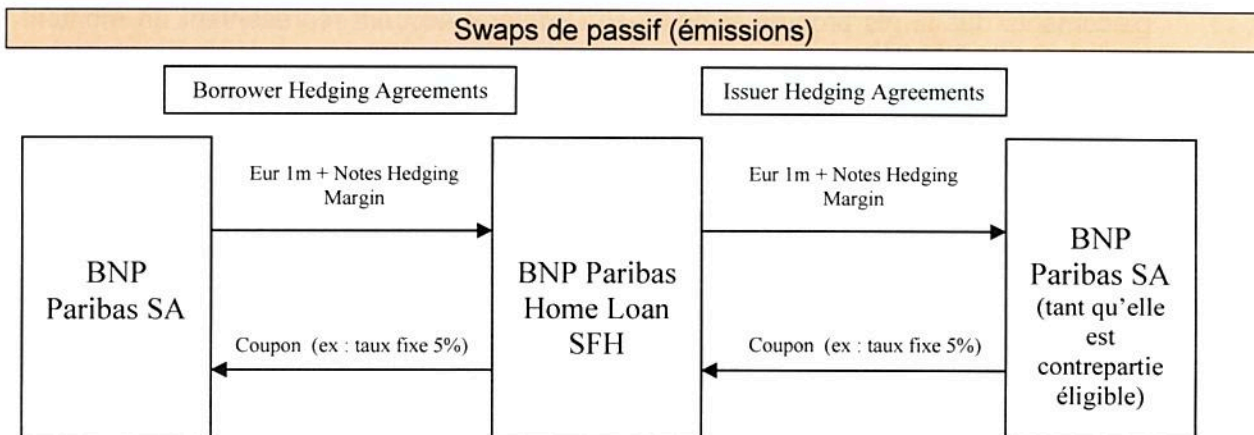 Swaps de passif (émissions)
Borrower Hedging Agreements
Issuer Hedging Agreements
BNP
Paribas SA
Eur 1m + Notes Hedging
Margin
Coupon (ex : taux fixe 5%)
BNP Paribas
Home Loan
SFH
Eur 1m + Notes Hedging
Margin
Coupon (ex : taux fixe 5%)
BNP
Paribas SA
(tant qu'elle
est
contrepartie
éligible)